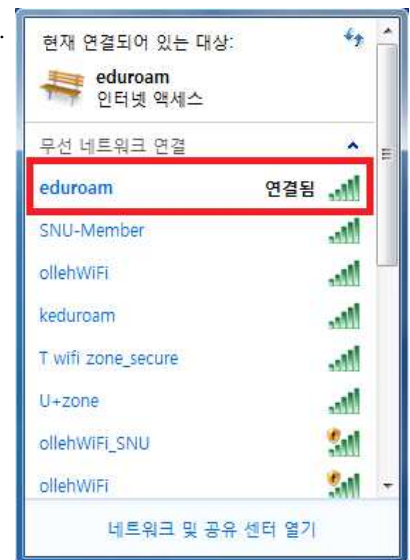 .
현재 연결되어 있는 대상:
eduroam
인터넷 액세스
무선 네트워크 연결
eduroam 연결됨
SNU-Member
ollehWiFi
keduroam
T wifi zone_secure
U+zone
ollehWiFi_SNU
ollehWiFi
네트워크 및 공유 센터 열기